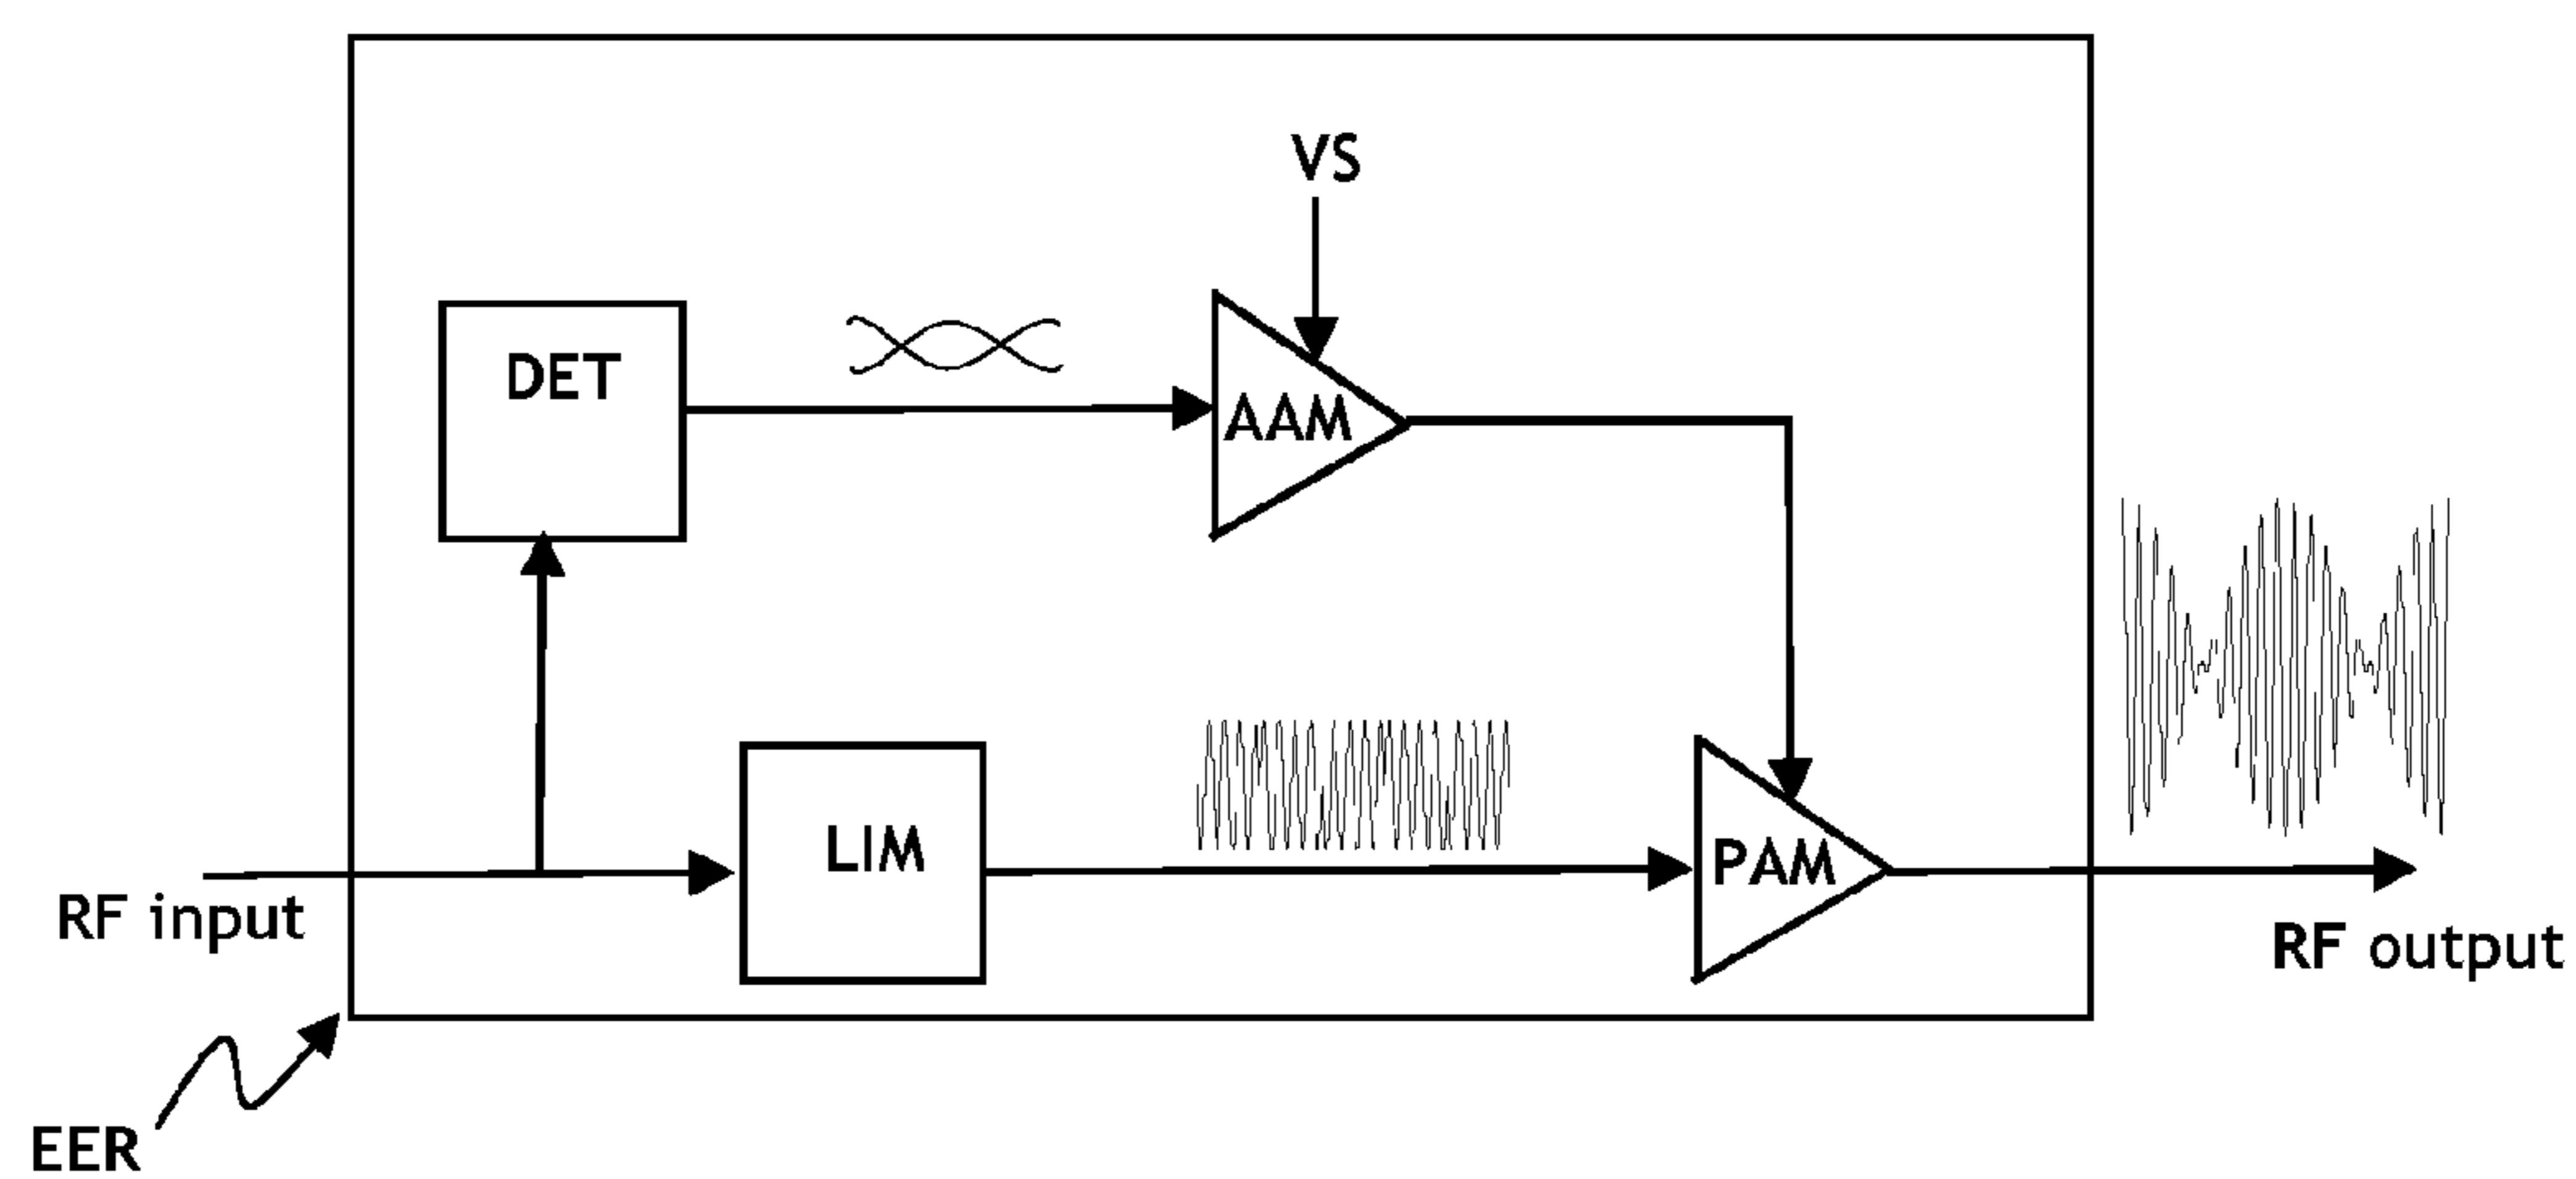 VS
DET
AAM
LIM
PAM
RF input
RF output
EER